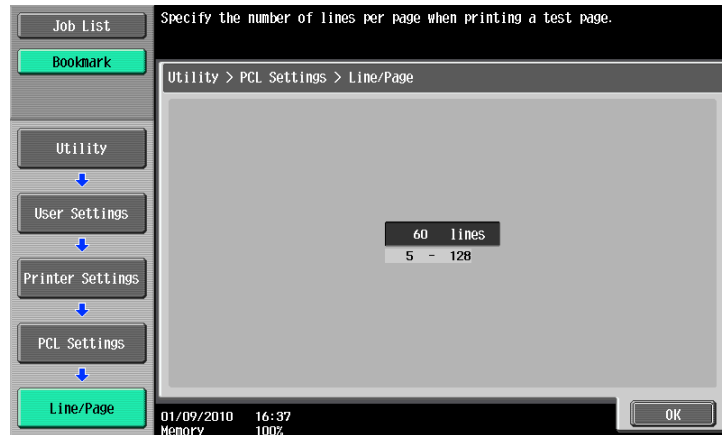 Job List
Specify the number of lines per page when printing a test page.
Bookmark
Utility > PCL Settings > Line/Page
Utility
User Settings
Printer Settings
PCL Settings
Line/Page
60 lines
5 - 128
01/09/2010 16:37
Memory 100%
OK